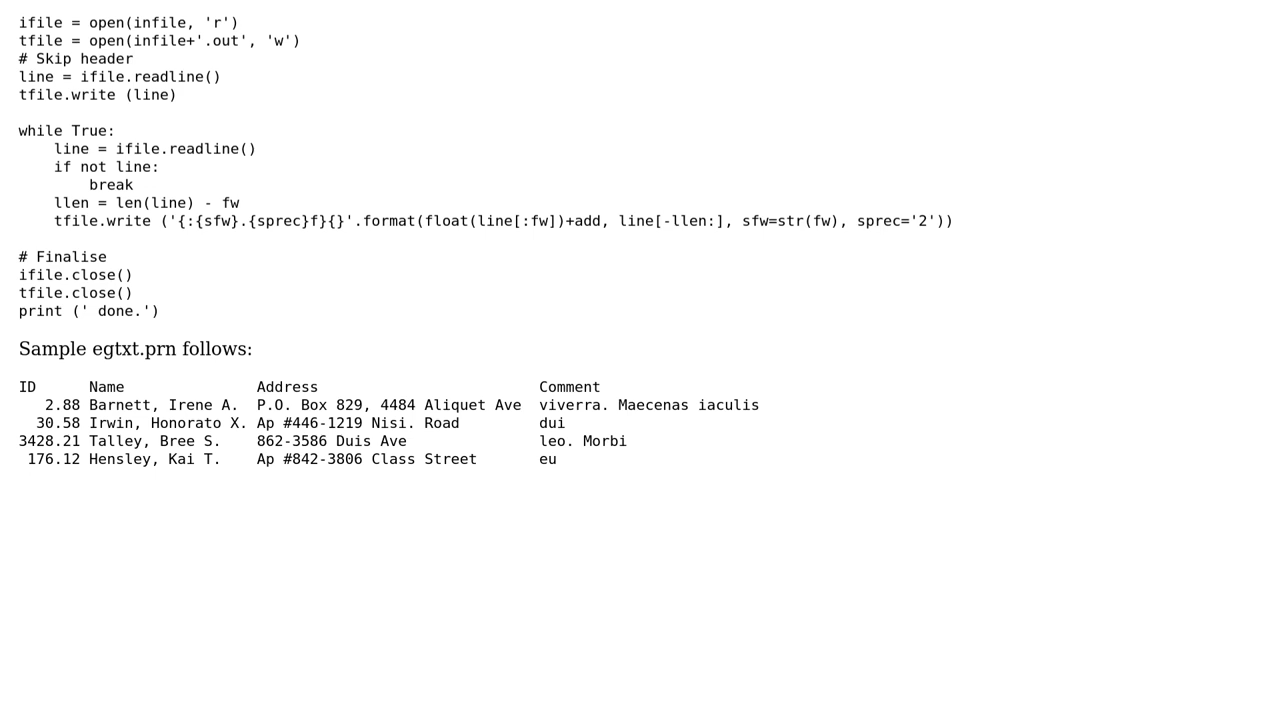 ifile = open(infile, 'r')
tfile = open(infile+'.out', 'w')
# Skip header
line = ifile.readline()
tfile.write (line)

while True:
    line = ifile.readline()
    if not line:
        break
    llen = len(line) - fw
    tfile.write ('{:{sfw}.{sprec}f}{}'.format(float(line[:fw])+add, line[-llen:], sfw=str(fw), sprec='2'))

# Finalise
ifile.close()
tfile.close()
print (' done.')

Sample egtxt.prn follows:

ID      Name               Address                         Comment
   2.88 Barnett, Irene A.  P.O. Box 829, 4484 Aliquet Ave  viverra. Maecenas iaculis
  30.58 Irwin, Honorato X. Ap #446-1219 Nisi. Road         dui
3428.21 Talley, Bree S.    862-3586 Duis Ave               leo. Morbi
 176.12 Hensley, Kai T.    Ap #842-3806 Class Street       eu